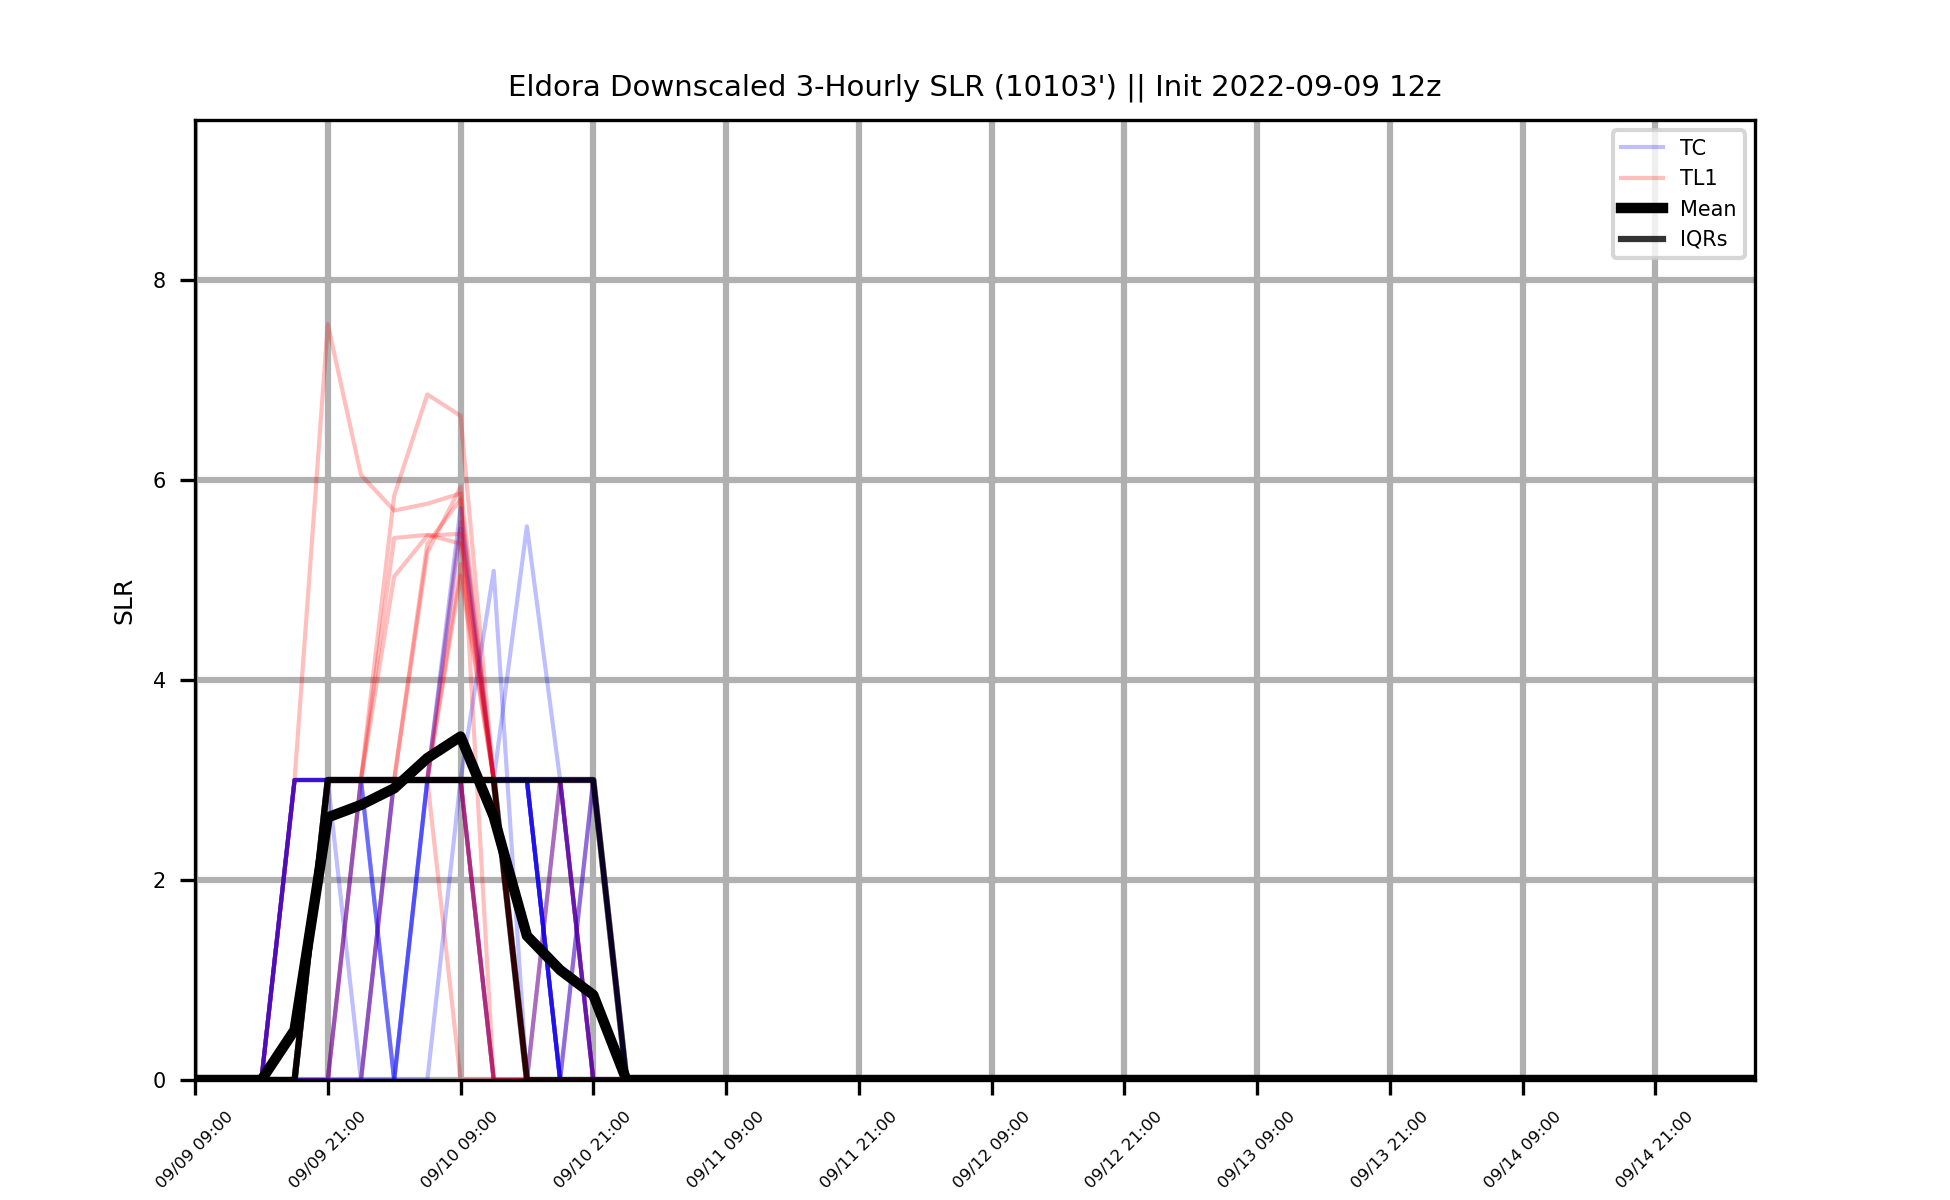 Eldora Downscaled 3-Hourly SLR (10103') || Init 2022-09-09 12z
TC
TL1
Mean
IQRs
8
6
4
2
0
SLR
09/09 09:00
09/09 21:00
09/10 09:00
09/10 21:00
09/11 09:00
09/11 21:00
09/12 09:00
09/12 21:00
09/13 09:00
09/13 21:00
09/14 09:00
09/14 21:00